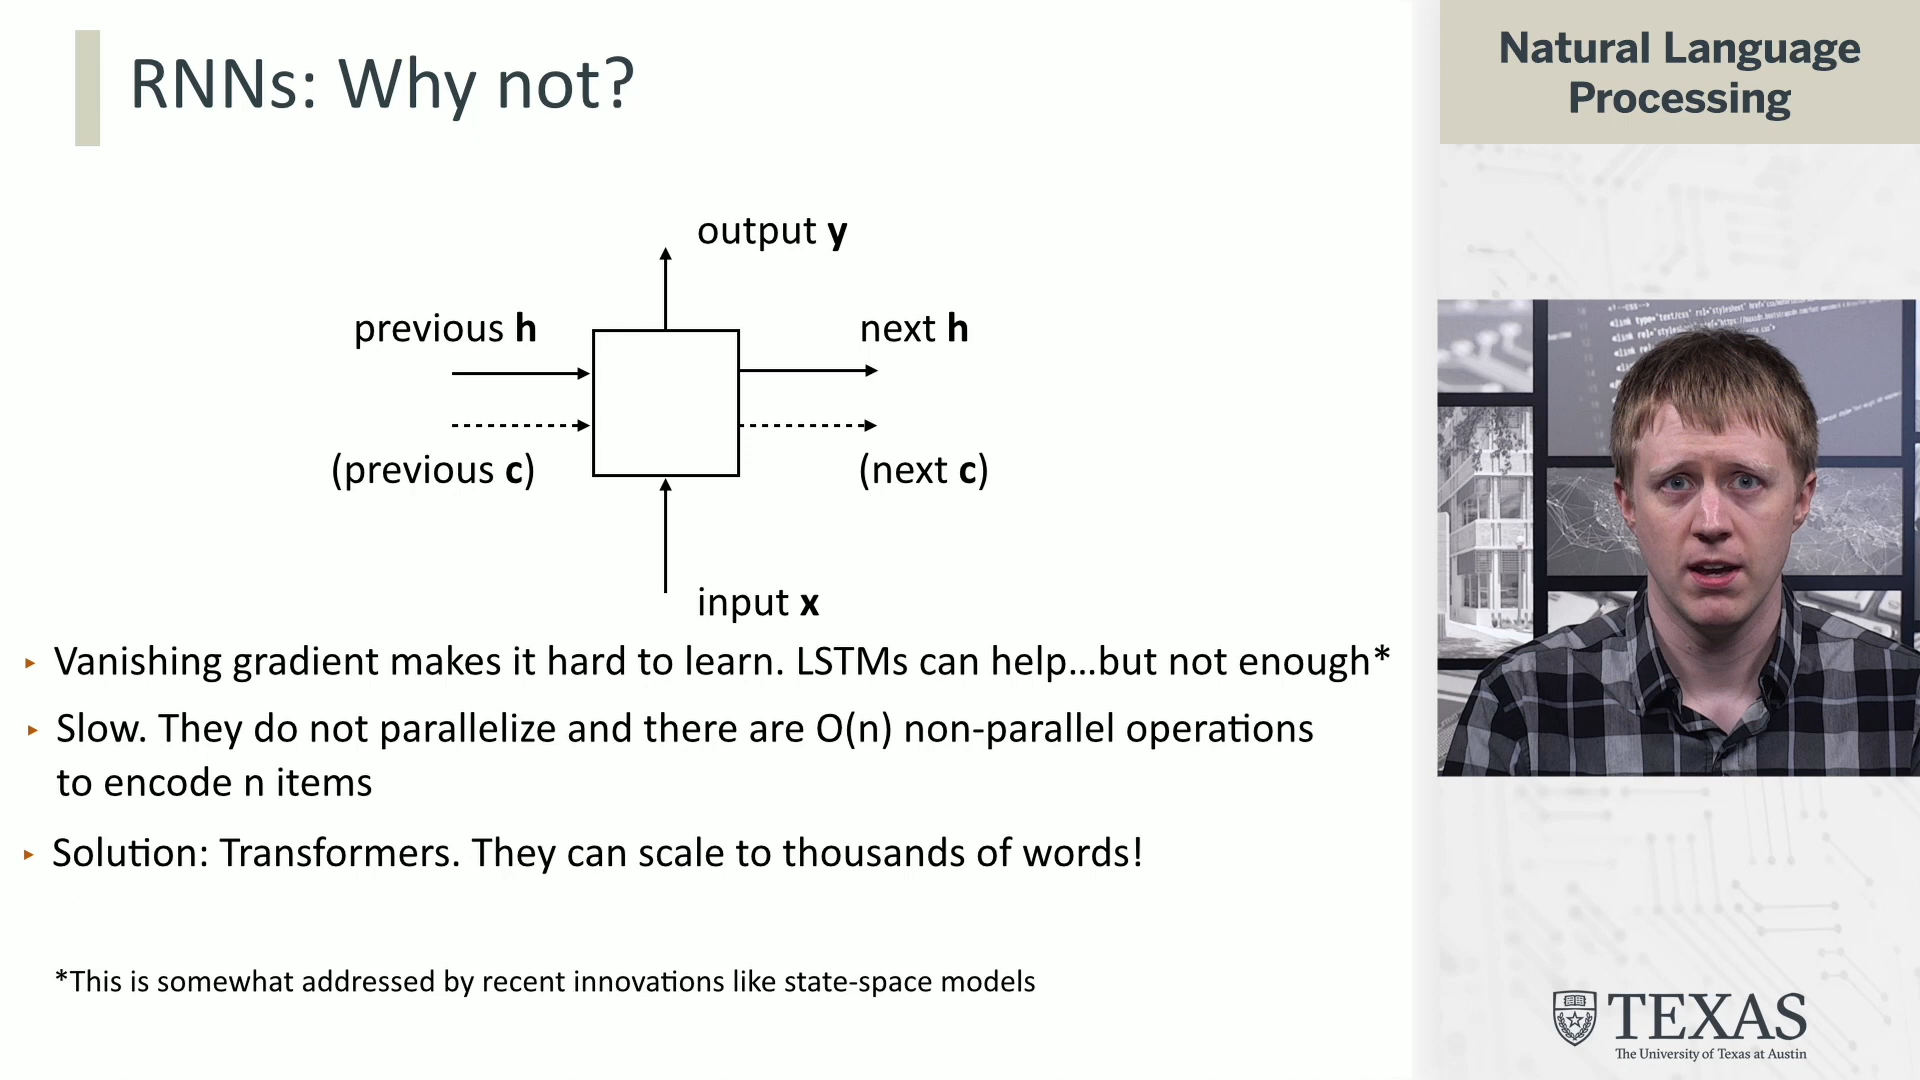 RNNs: Why not?
Natural Language
Processing
output y
previous h
next h
(previous c)
(next c)
input x
▸ Vanishing gradient makes it hard to learn. LSTMs can help...but not enough*
▸ Slow. They do not parallelize and there are O(n) non-parallel operations
to encode n items
▸ Solution: Transformers. They can scale to thousands of words!
*This is somewhat addressed by recent innovations like state-space models
TEXAS
The University of Texas at Austin